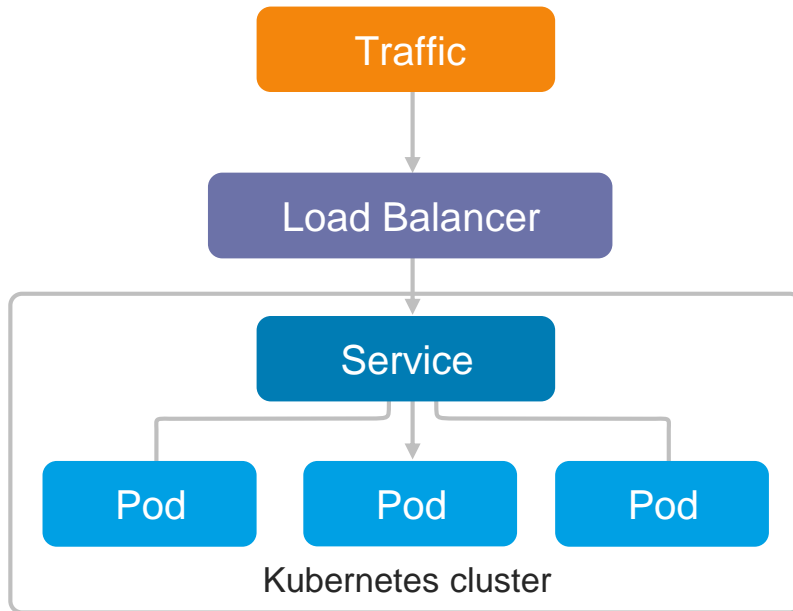 Traffic
Load Balancer
Service
Pod
Pod
Pod
Kubernetes cluster